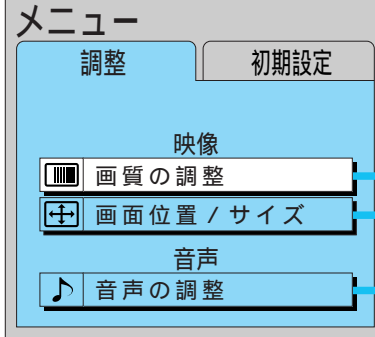 メニュー
調整
初期設定
映像
画質の調整
画面位置/サイズ
音声
音声の調整